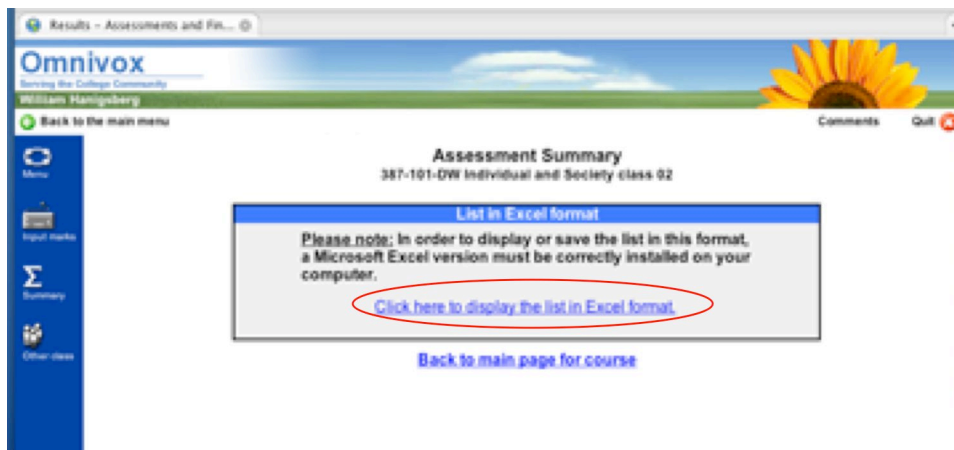 Results - Assessments and Fin...
Omnivox
Serving the College Community
William Hanigsberg
Back to the main menu
Comments Quit
Menu
Assessment Summary
387-101-DW Individual and Society class 02
Input marks
List in Excel format
Please note: In order to display or save the list in this format,
a Microsoft Excel version must be correctly installed on your
computer.
Summary
Click here to display the list in Excel format.
Other class
Back to main page for course